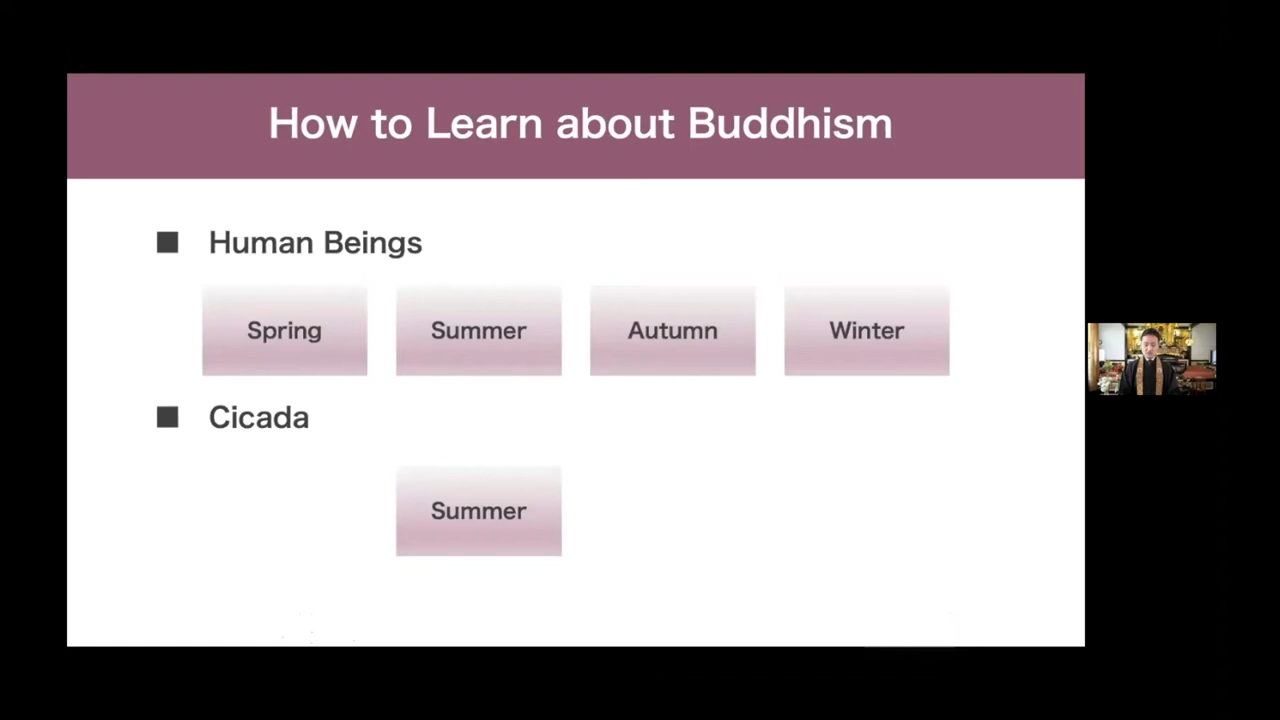 How to Learn about Buddhism
Human Beings
Spring Summer Autumn Winter
Cicada
Summer